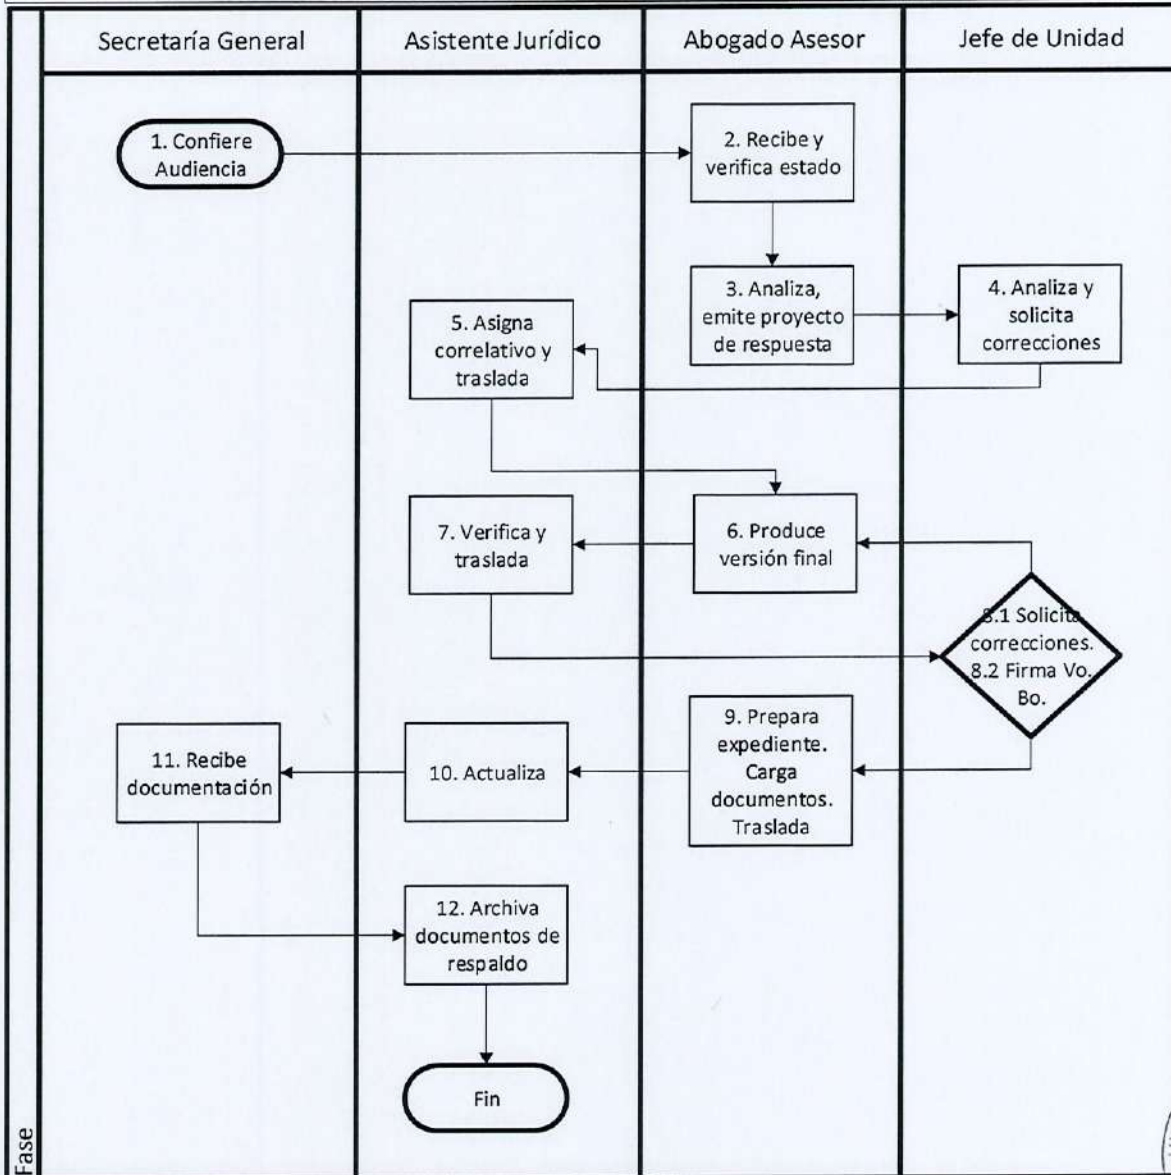 Secretaría General
Asistente Jurídico
Abogado Asesor
Jefe de Unidad
1. Confiere
Audiencia
2. Recibe y
verifica estado
3. Analiza,
emite proyecto
de respuesta
4. Analiza y
solicita
correcciones
5. Asigna
correlativo y
traslada
6. Produce
versión final
7. Verifica y
traslada
8.1 Solicita
correcciones.
8.2 Firma Vo.
Bo.
9. Prepara
expediente.
Carga
documentos.
Traslada
10. Actualiza
11. Recibe
documentación
12. Archiva
documentos de
respaldo
Fin
Fase